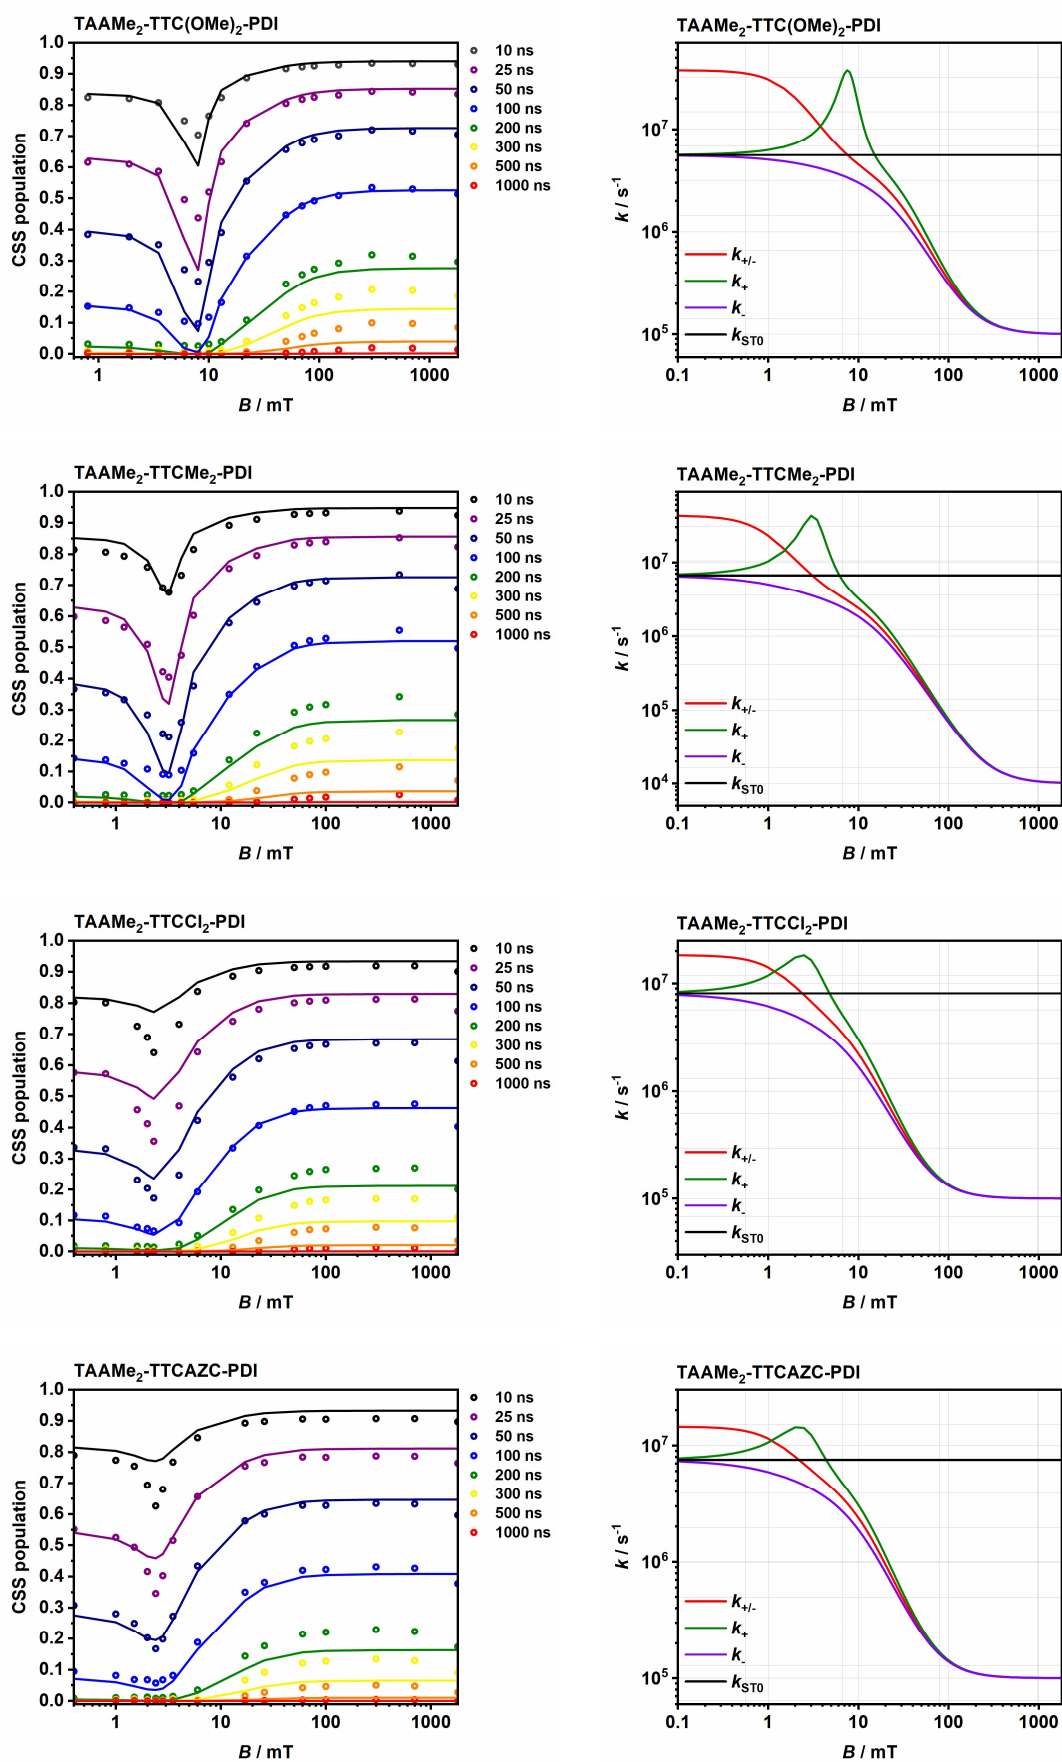 TAAMe₂-TTC(OMe)₂-PDI
1.0
0.9
0.8
0.7
0.6
0.5
0.4
0.3
0.2
0.1
0.0
CSS population
1 10 100 1000
B / mT
10 ns
25 ns
50 ns
100 ns
200 ns
300 ns
500 ns
1000 ns
TAAMe₂-TTC(OMe)₂-PDI
10⁷
10⁶
10⁵
k / s⁻¹
k₊/₋
k₊
k₋
k_ST0
0.1 1 10 100 1000
B / mT
TAAMe₂-TTCMe₂-PDI
1.0
0.9
0.8
0.7
0.6
0.5
0.4
0.3
0.2
0.1
0.0
CSS population
1 10 100 1000
B / mT
10 ns
25 ns
50 ns
100 ns
200 ns
300 ns
500 ns
1000 ns
TAAMe₂-TTCMe₂-PDI
10⁷
10⁶
10⁵
10⁴
k / s⁻¹
k₊/₋
k₊
k₋
k_ST0
0.1 1 10 100 1000
B / mT
TAAMe₂-TTCCl₂-PDI
1.0
0.9
0.8
0.7
0.6
0.5
0.4
0.3
0.2
0.1
0.0
CSS population
1 10 100 1000
B / mT
10 ns
25 ns
50 ns
100 ns
200 ns
300 ns
500 ns
1000 ns
TAAMe₂-TTCCl₂-PDI
10⁷
10⁶
10⁵
k / s⁻¹
k₊/₋
k₊
k₋
k_ST0
0.1 1 10 100 1000
B / mT
TAAMe₂-TTCAZC-PDI
1.0
0.9
0.8
0.7
0.6
0.5
0.4
0.3
0.2
0.1
0.0
CSS population
1 10 100 1000
B / mT
10 ns
25 ns
50 ns
100 ns
200 ns
300 ns
500 ns
1000 ns
TAAMe₂-TTCAZC-PDI
10⁷
10⁶
10⁵
k / s⁻¹
k₊/₋
k₊
k₋
k_ST0
0.1 1 10 100 1000
B / mT